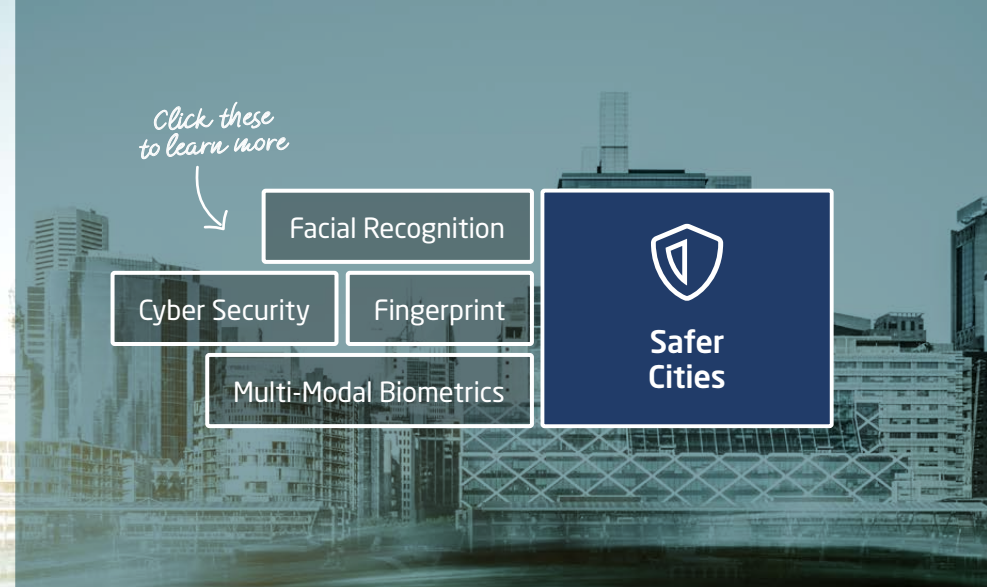 Click these
to learn more
Facial Recognition
Cyber Security
Fingerprint
Multi-Modal Biometrics
Safer
Cities